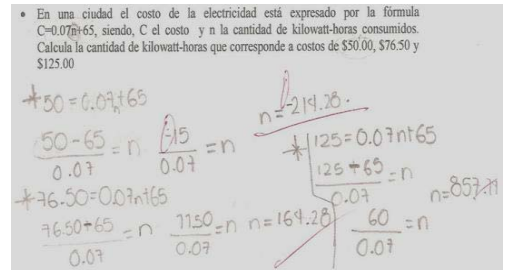 • En una ciudad el costo de la electricidad está expresado por la fórmula
C=0.07n+65, siendo, C el costo y n la cantidad de kilowatt-horas consumidos.
Calcula la cantidad de kilowatt-horas que corresponde a costos de $50.00, $76.50 y
$125.00
*50=0.07n+65
50-65 / 0.07 = n
-15 / 0.07 = n
n=-214.28.
*76.50=0.07n+65
76.50+65 / 0.07 = n
11.50 / 0.07 = n
n=164.28
*125=0.07n+65
125+65 / 0.07 = n
60 / 0.07 = n